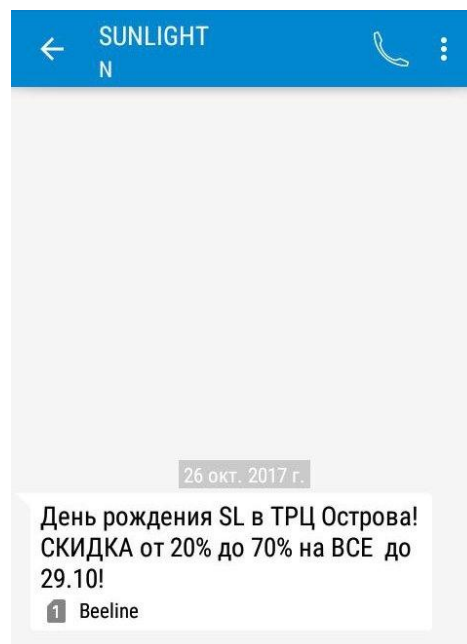 SUNLIGHT
N
26 окт. 2017 г.
День рождения SL в ТРЦ Острова!
СКИДКА от 20% до 70% на ВСЕ до
29.10!
1 Beeline